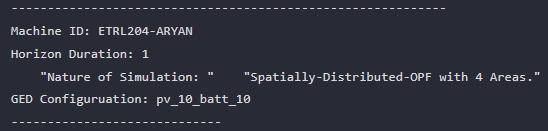 ------------------------------------------------------------
Machine ID: ETRL204-ARYAN
Horizon Duration: 1
    "Nature of Simulation: "    "Spatially-Distributed-OPF with 4 Areas."
GED Configuruation: pv_10_batt_10
-----------------------------